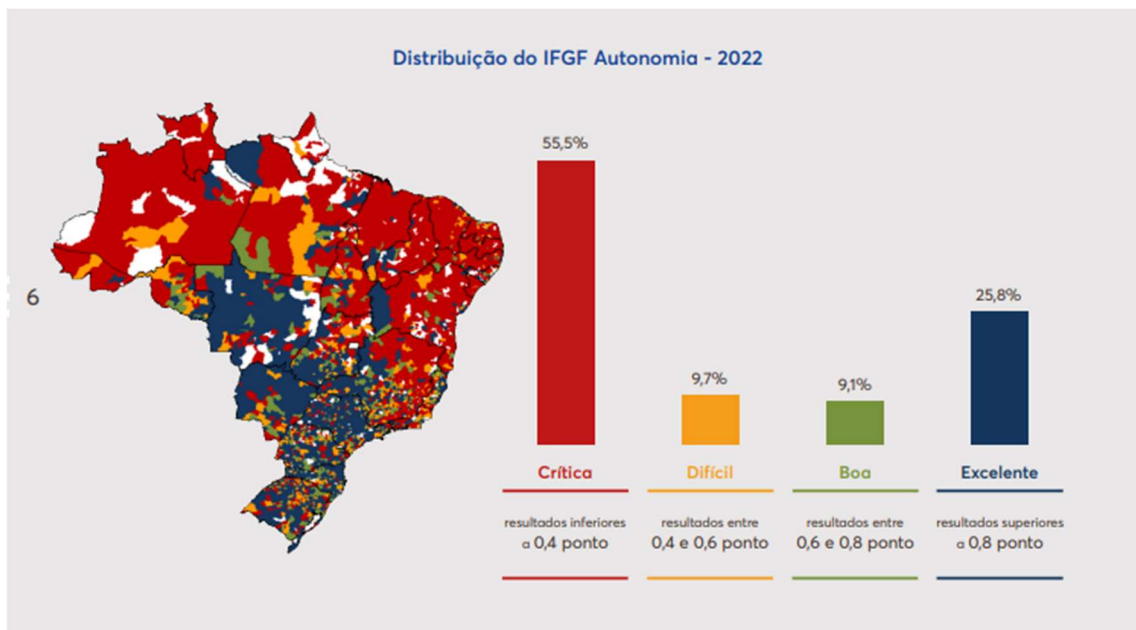 Distribuição do IFGF Autonomia - 2022
55,5%
25,8%
9,7%
9,1%
6
Crítica
Difícil
Boa
Excelente
resultados inferiores
a 0,4 ponto
resultados entre
0,4 e 0,6 ponto
resultados entre
0,6 e 0,8 ponto
resultados superiores
a 0,8 ponto